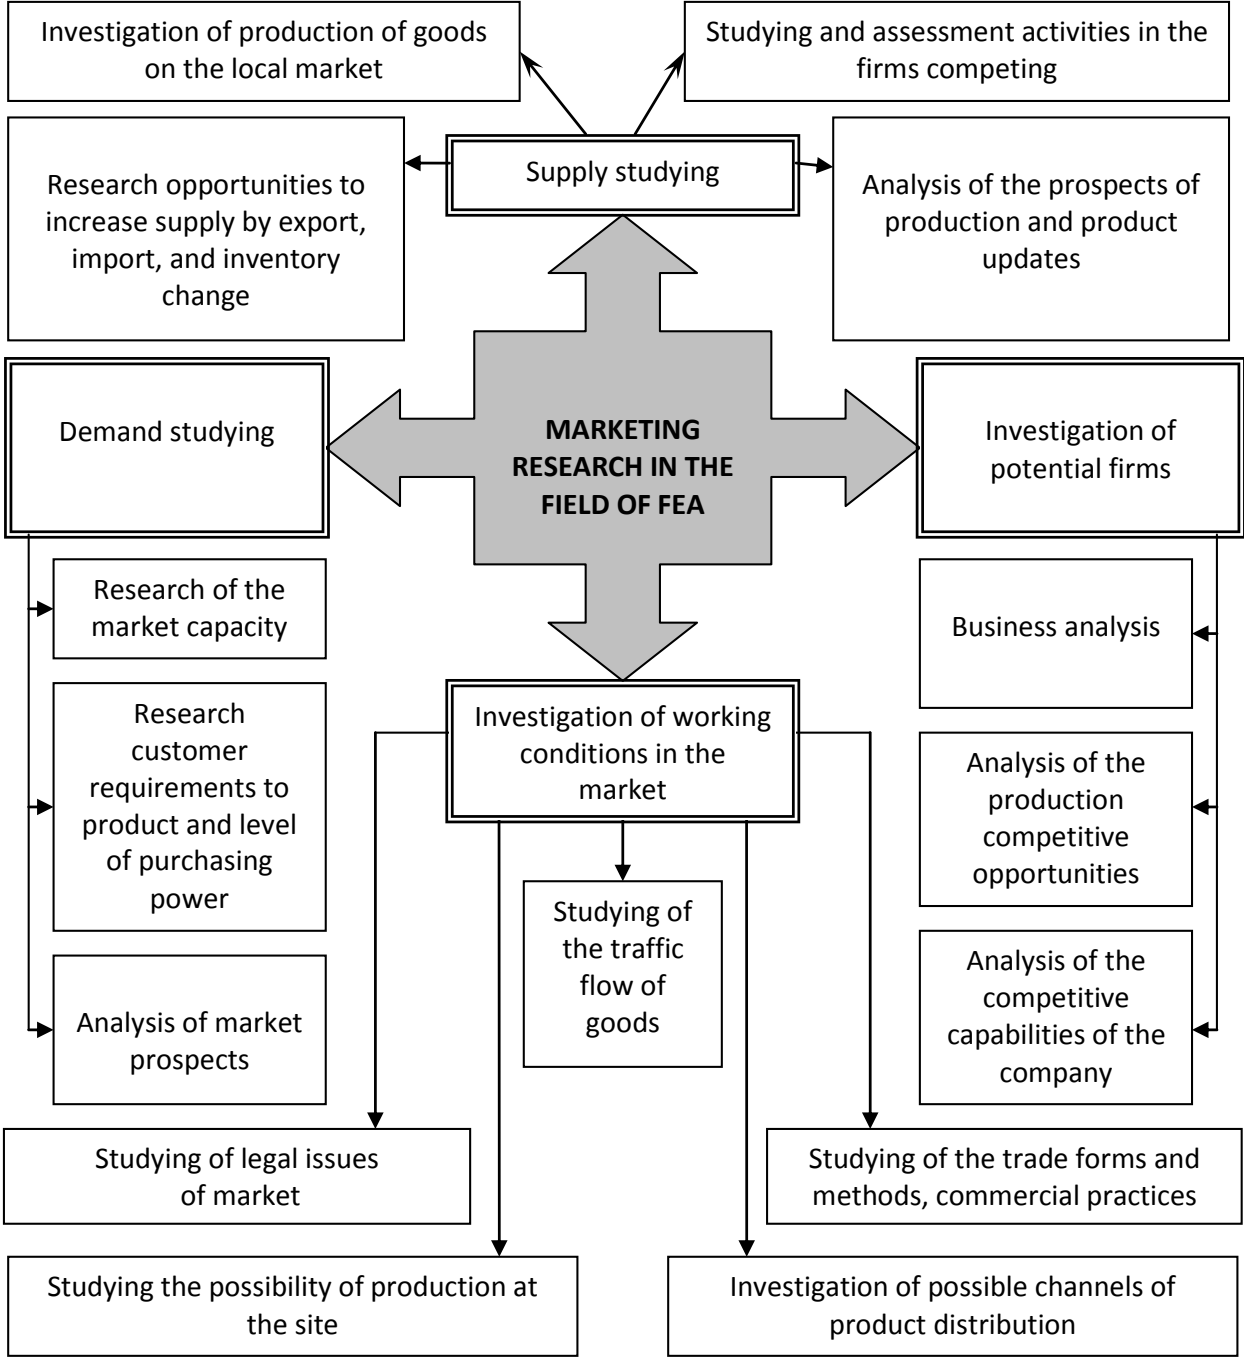 Investigation of production of goods
on the local market
Studying and assessment activities in the
firms competing
Research opportunities to
increase supply by export,
import, and inventory
change
Supply studying
Analysis of the prospects of
production and product
updates
Demand studying
MARKETING
RESEARCH IN THE
FIELD OF FEA
Investigation of
potential firms
Research of the
market capacity
Research
customer
requirements to
product and level
of purchasing
power
Analysis of market
prospects
Investigation of working
conditions in the
market
Business analysis
Analysis of the
production
competitive
opportunities
Analysis of the
competitive
capabilities of the
company
Studying of
the traffic
flow of
goods
Studying of legal issues
of market
Studying of the trade forms and
methods, commercial practices
Studying the possibility of production at
the site
Investigation of possible channels of
product distribution